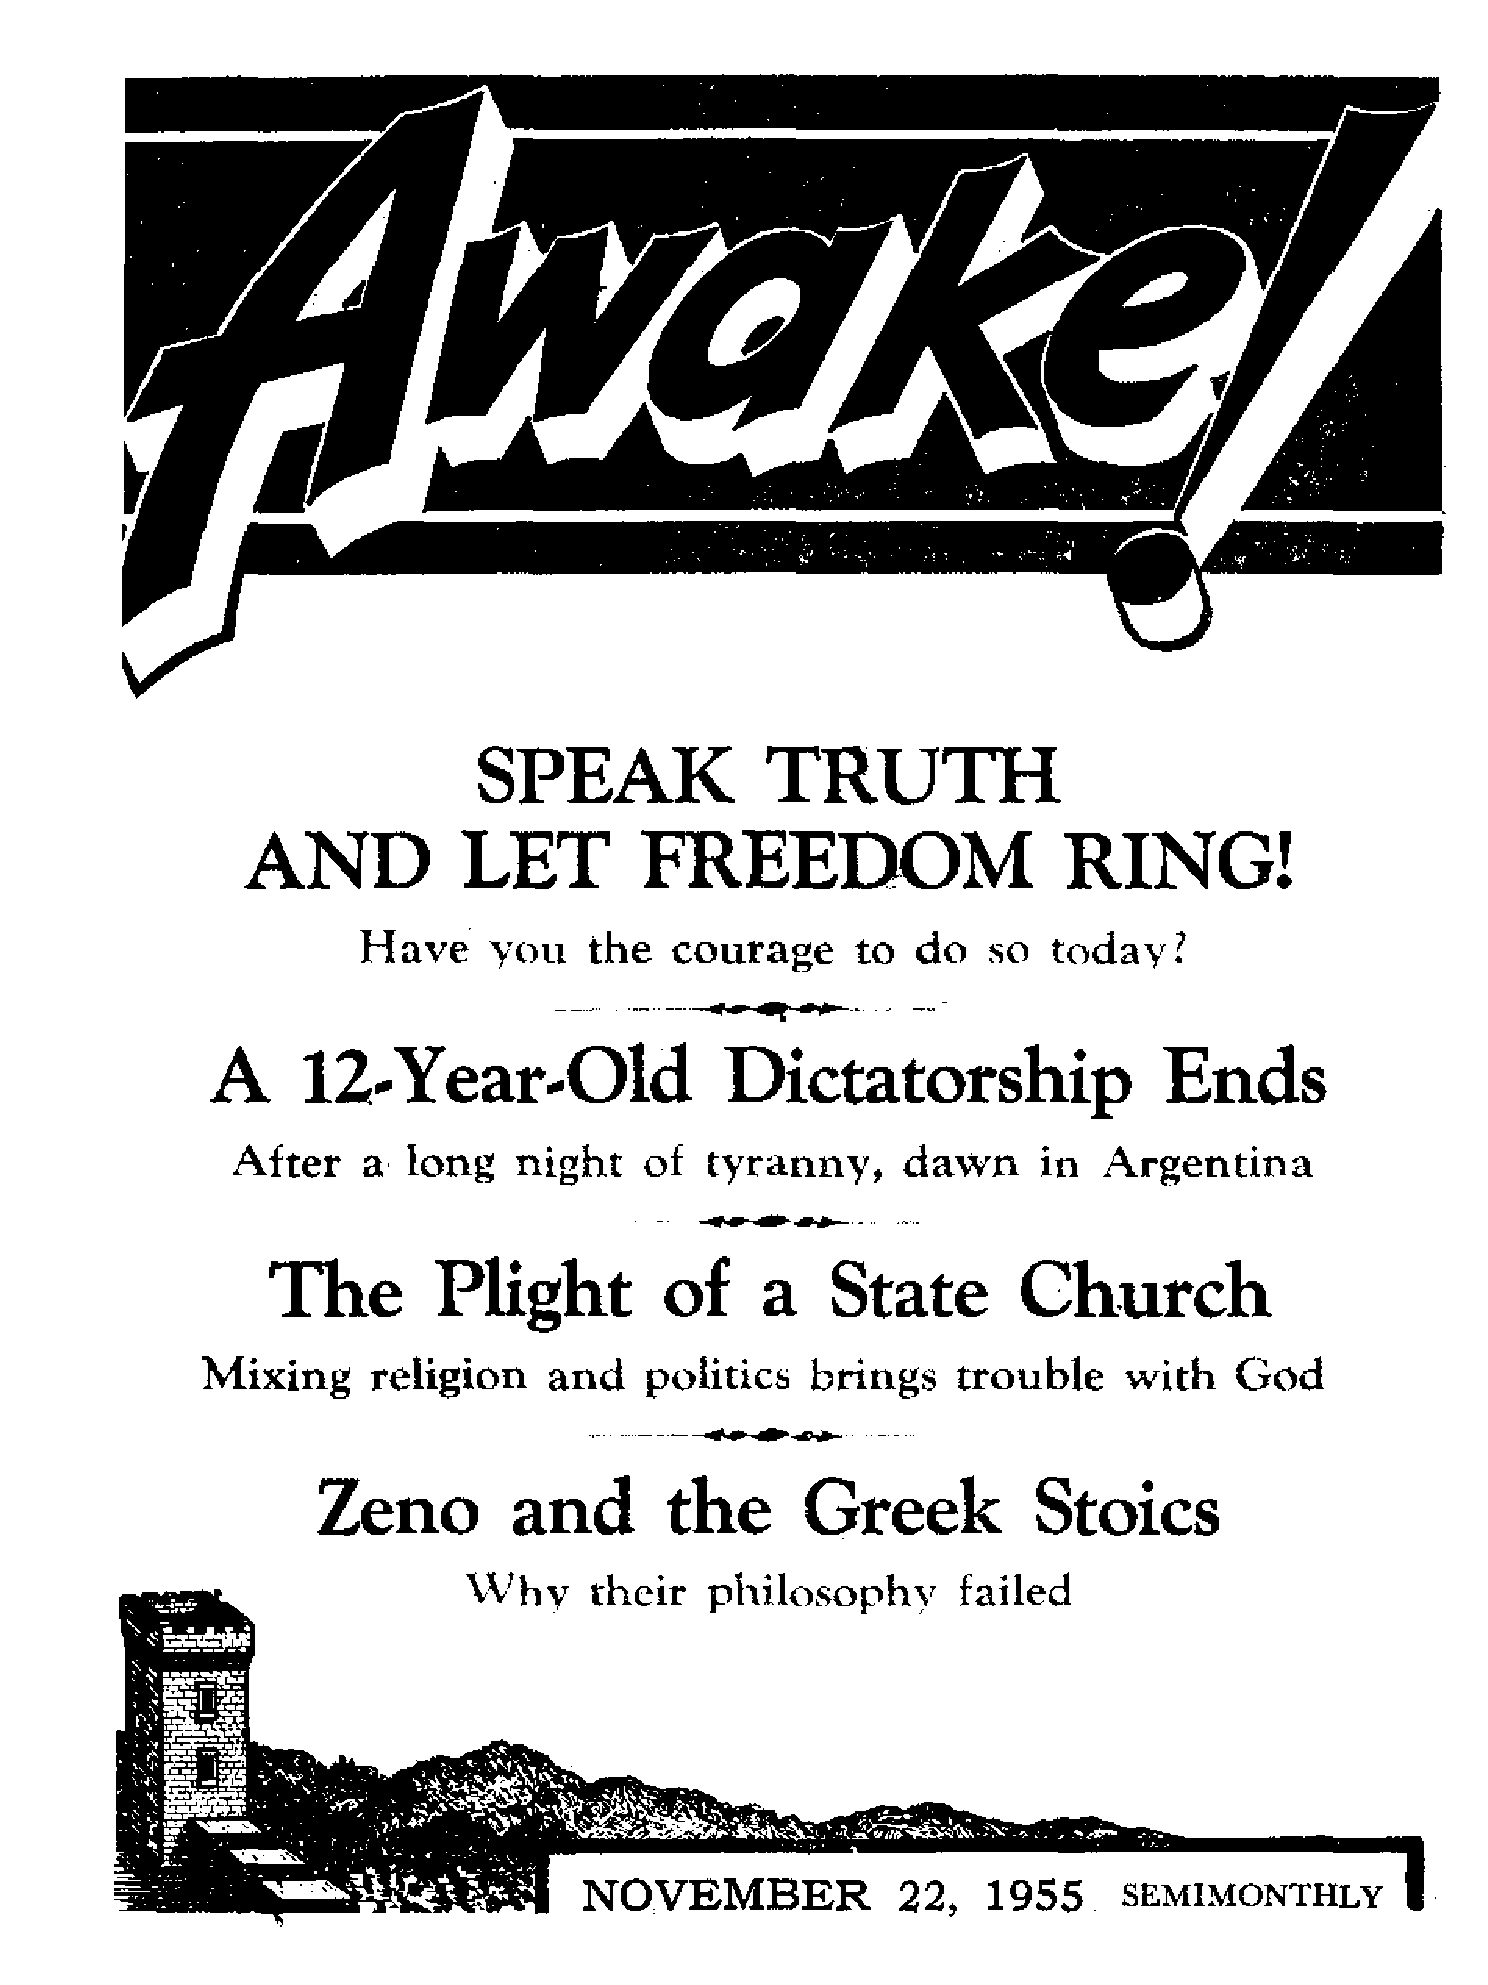 Awake!
SPEAK TRUTH
AND LET FREEDOM RING!
Have you the courage to do so today?
A 12-Year-Old Dictatorship Ends
After a long night of tyranny, dawn in Argentina
The Plight of a State Church
Mixing religion and politics brings trouble with God
Zeno and the Greek Stoics
Why their philosophy failed
NOVEMBER 22, 1955 SEMIMONTHLY